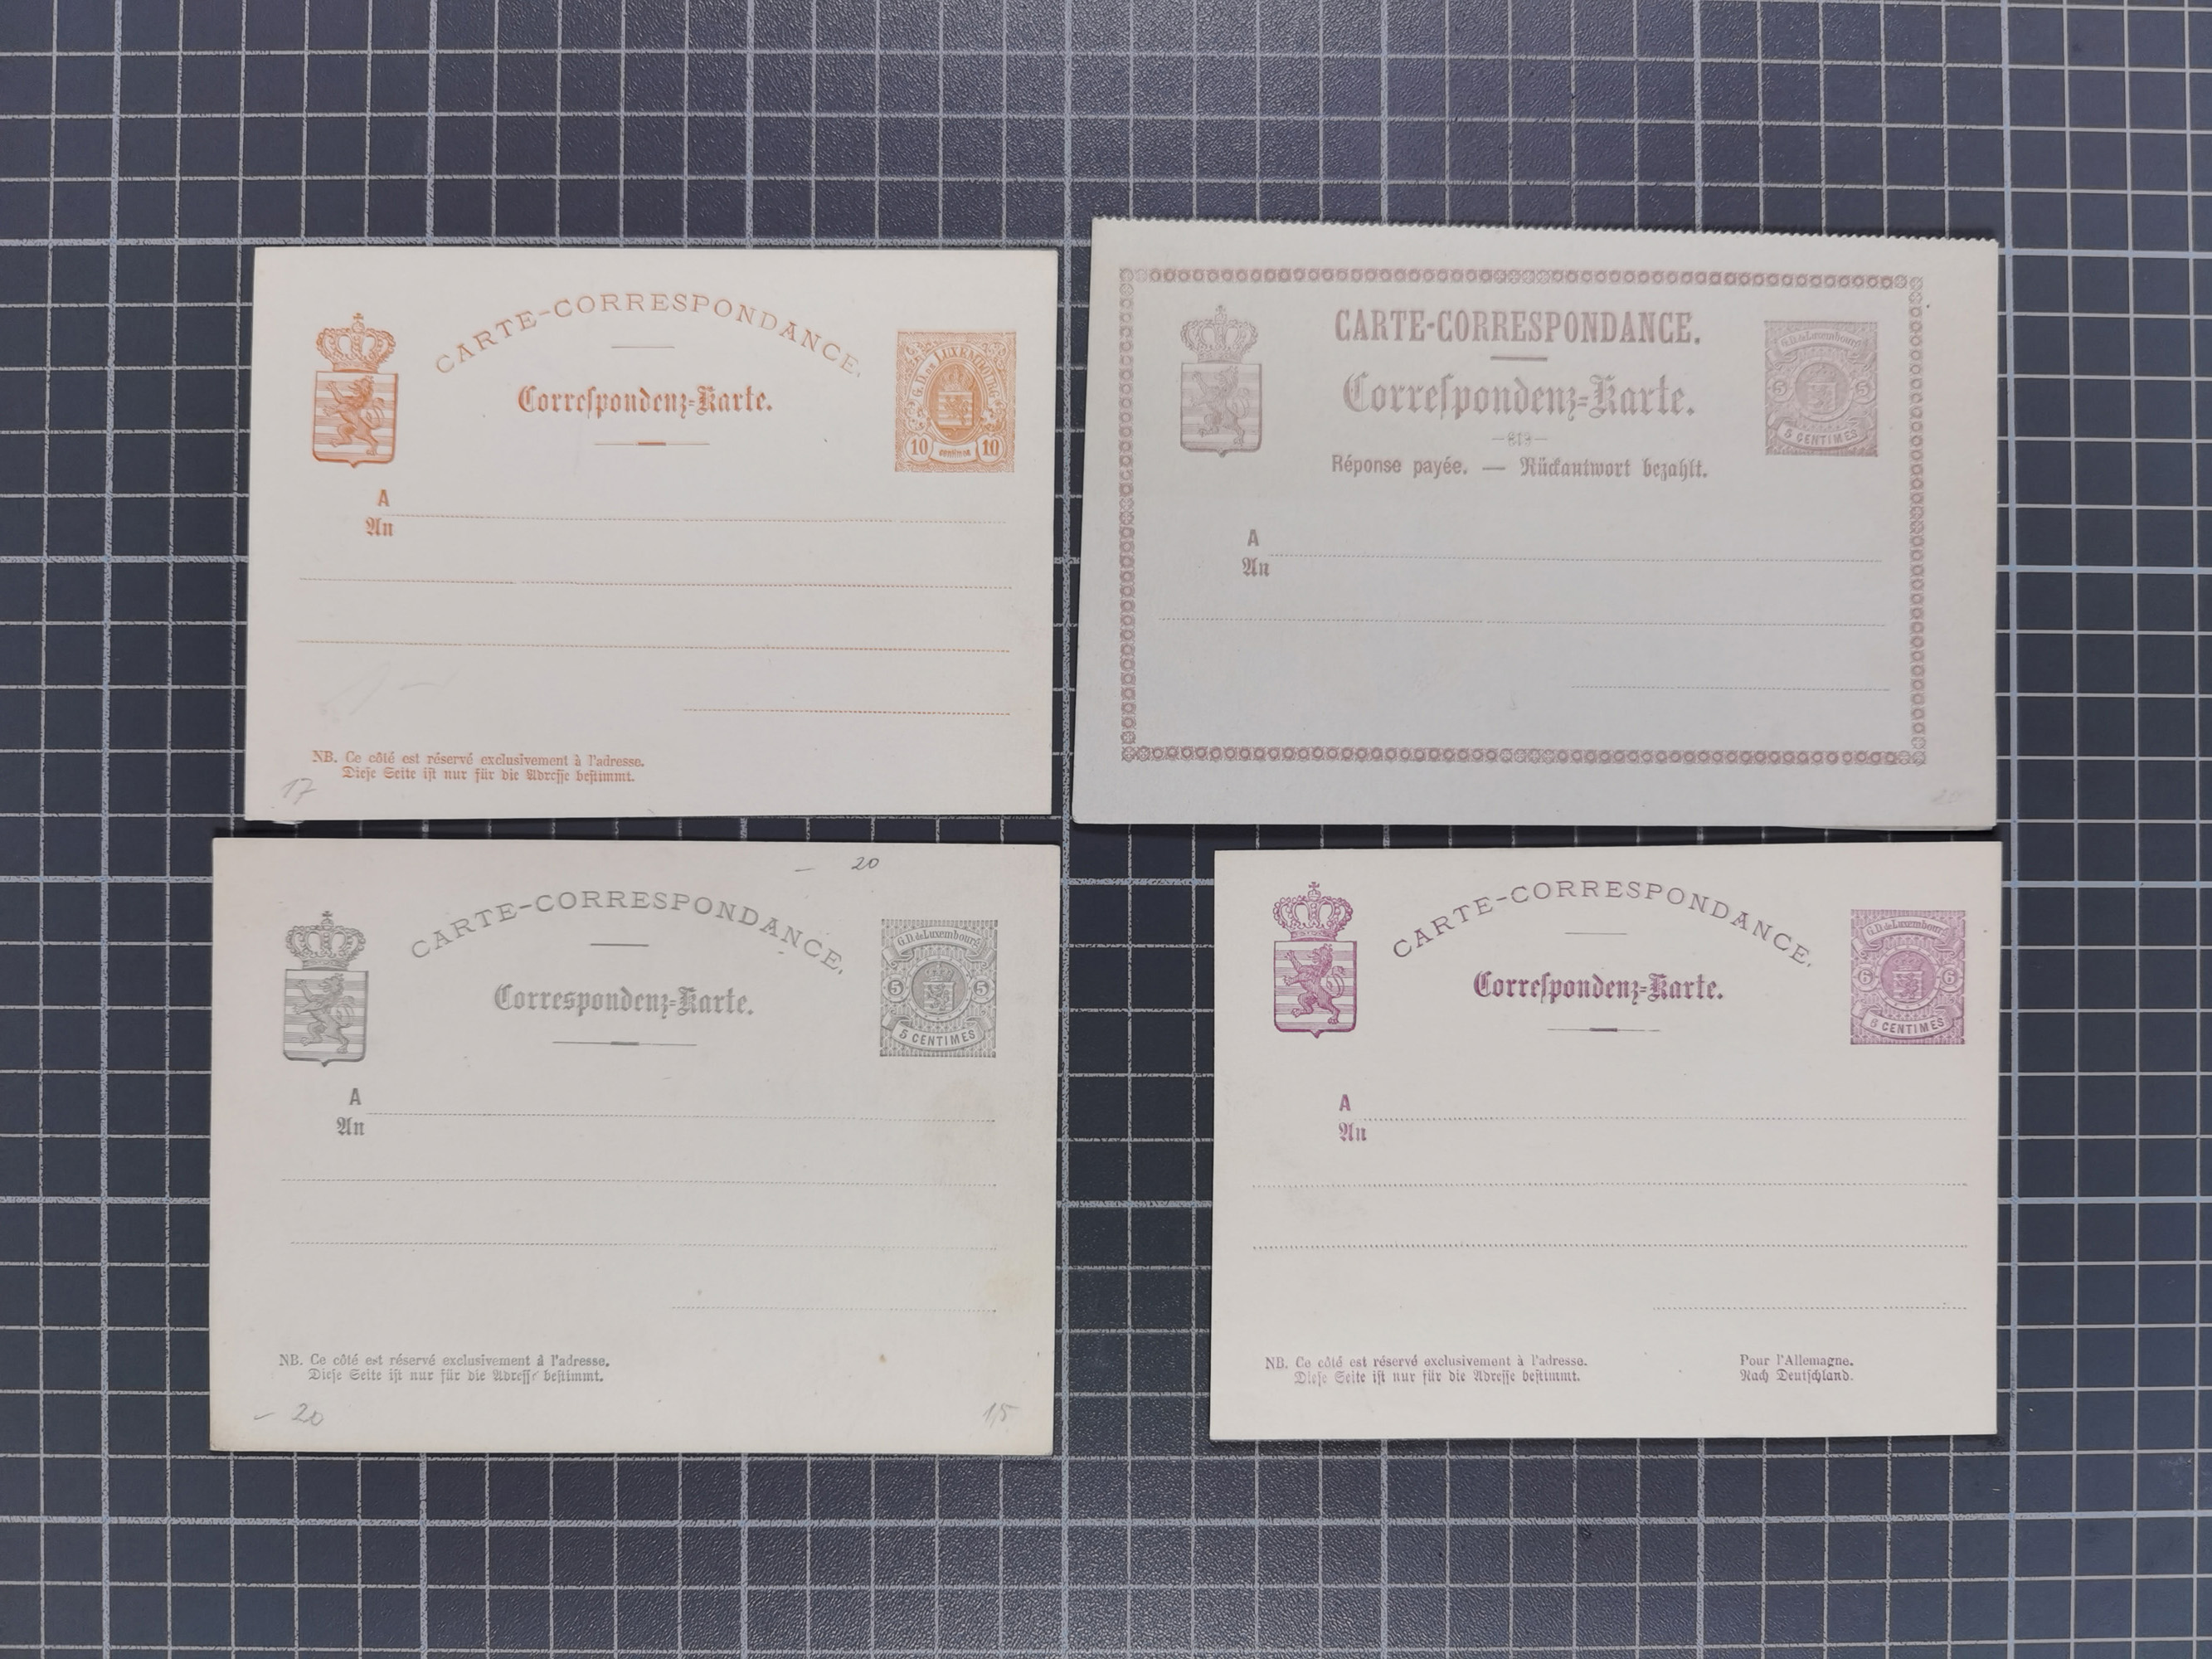 CARTE-CORRESPONDANCE.
Correſpondenz-Karte.
G. D. DE LUXEMBOURG
10 centimes 10
A
An
NB. Ce côté est réservé exclusivement à l'adresse.
Dieſe Seite iſt nur für die Adreſſe beſtimmt.
17
CARTE-CORRESPONDANCE.
Correſpondenz-Karte.
Réponse payée. — Rückantwort bezahlt.
G.D. de Luxembourg
5 5
5 CENTIMES
A
An
— 20
CARTE-CORRESPONDANCE.
Correspondenz-Karte.
G.D. de Luxembourg
5 5
5 CENTIMES
A
An
NB. Ce côté est réservé exclusivement à l'adresse.
Dieſe Seite iſt nur für die Adreſſe beſtimmt.
– 20
15
CARTE-CORRESPONDANCE.
Correſpondenz-Karte.
G.D. de Luxembourg
6 6
6 CENTIMES
A
An
NB. Ce côté est réservé exclusivement à l'adresse.
Dieſe Seite iſt nur für die Adreſſe beſtimmt.
Pour l'Allemagne.
Nach Deutſchland.